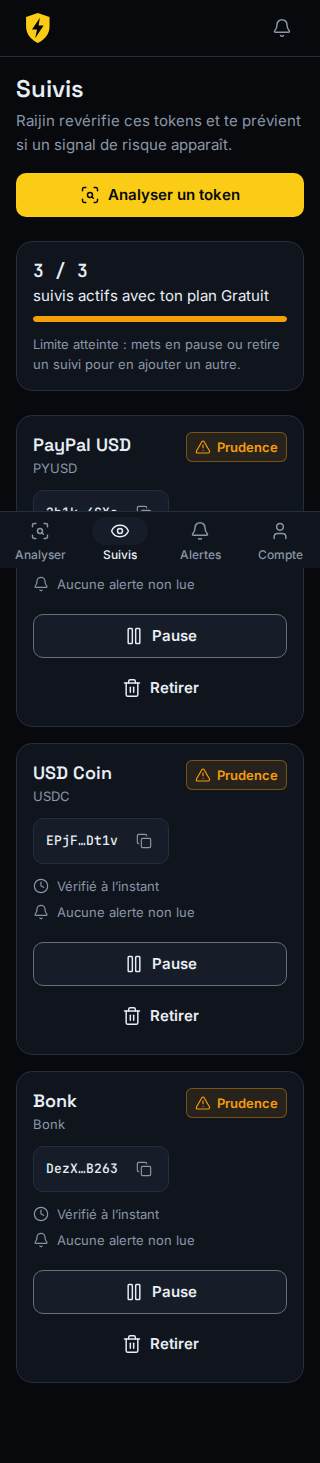 Suivis
Raijin revérifie ces tokens et te prévient
si un signal de risque apparaît.
Analyser un token
3 / 3
suivis actifs avec ton plan Gratuit
Limite atteinte : mets en pause ou retire
un suivi pour en ajouter un autre.
PayPal USD
Prudence
PYUSD
Analyser
Suivis
Alertes
Compte
Aucune alerte non lue
Pause
Retirer
USD Coin
Prudence
USDC
EPjF…Dt1v
Vérifié à l'instant
Aucune alerte non lue
Pause
Retirer
Bonk
Prudence
Bonk
DezX…B263
Vérifié à l'instant
Aucune alerte non lue
Pause
Retirer